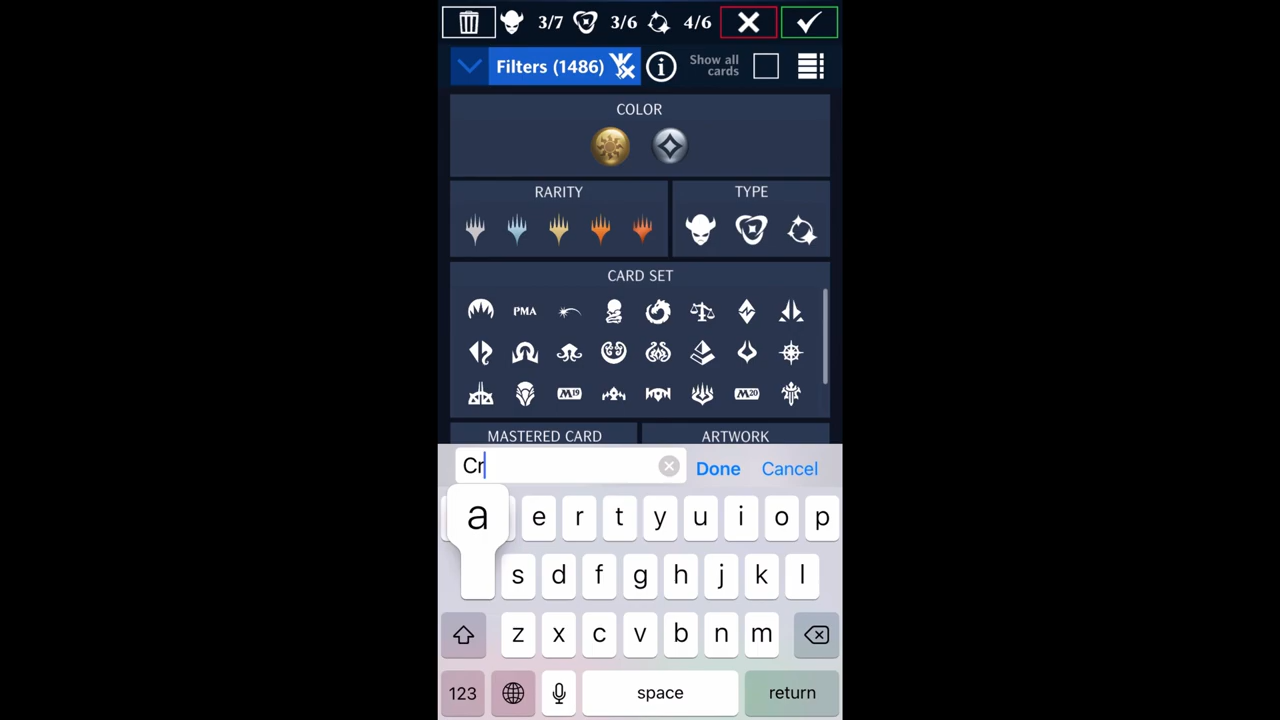 3/7 3/6 4/6
Filters (1486) i Show all cards
COLOR
RARITY TYPE
CARD SET
PMA
M19 M20
MASTERED CARD ARTWORK
Cr Done Cancel
a e r t y u i o p
s d f g h j k l
z x c v b n m
123 space return